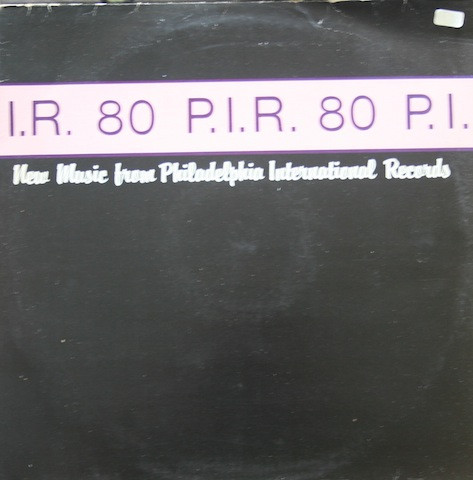 I.R. 80 P.I.R. 80 P.I.
New Music from Philadelphia International Records